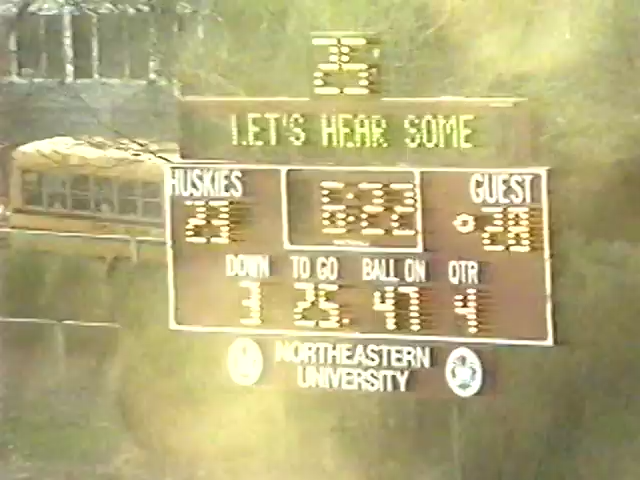 25
LET'S HEAR SOME
HUSKIES 6:22 GUEST
21 28
DOWN TO GO BALL ON QTR
3 25 47 4
NORTHEASTERN
UNIVERSITY